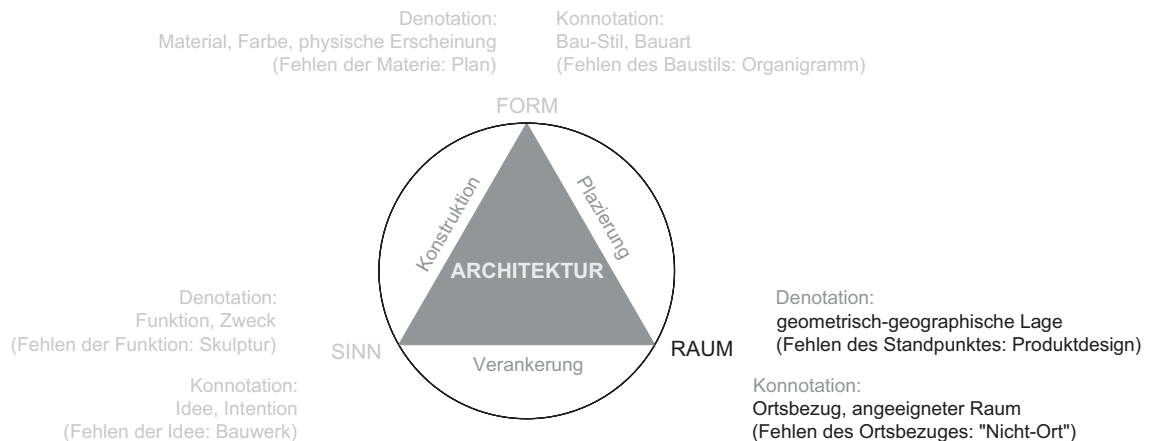 Denotation:
Material, Farbe, physische Erscheinung
(Fehlen der Materie: Plan)
Konnotation:
Bau-Stil, Bauart
(Fehlen des Baustils: Organigramm)
FORM
Konstruktion
Plazierung
ARCHITEKTUR
Denotation:
Funktion, Zweck
(Fehlen der Funktion: Skulptur)
SINN
Verankerung
RAUM
Denotation:
geometrisch-geographische Lage
(Fehlen des Standpunktes: Produktdesign)
Konnotation:
Idee, Intention
(Fehlen der Idee: Bauwerk)
Konnotation:
Ortsbezug, angeeigneter Raum
(Fehlen des Ortsbezuges: "Nicht-Ort")